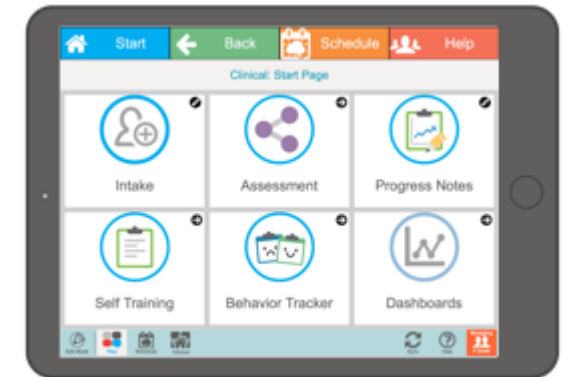 Start Back Schedule Help
Clinical: Start Page
Intake Assessment Progress Notes
Self Training Behavior Tracker Dashboards